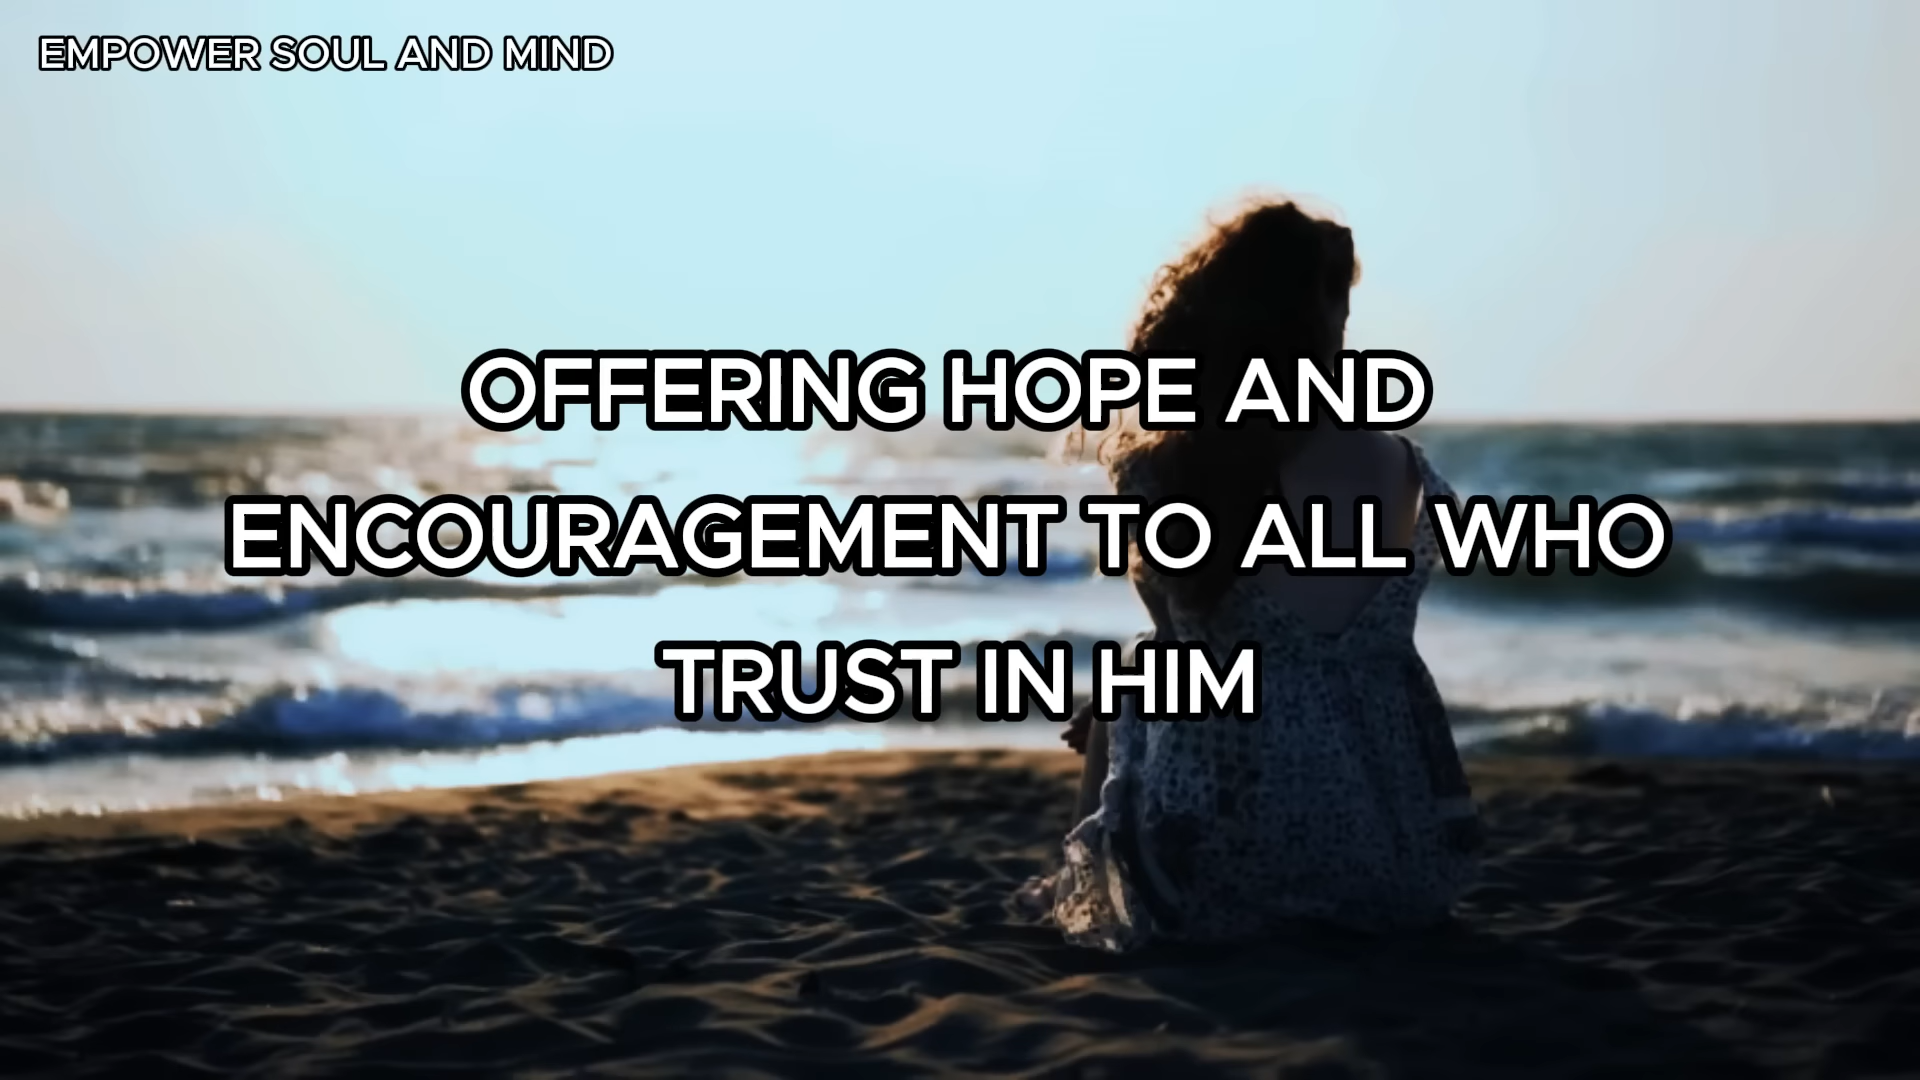 EMPOWER SOUL AND MIND
OFFERING HOPE AND
ENCOURAGEMENT TO ALL WHO
TRUST IN HIM